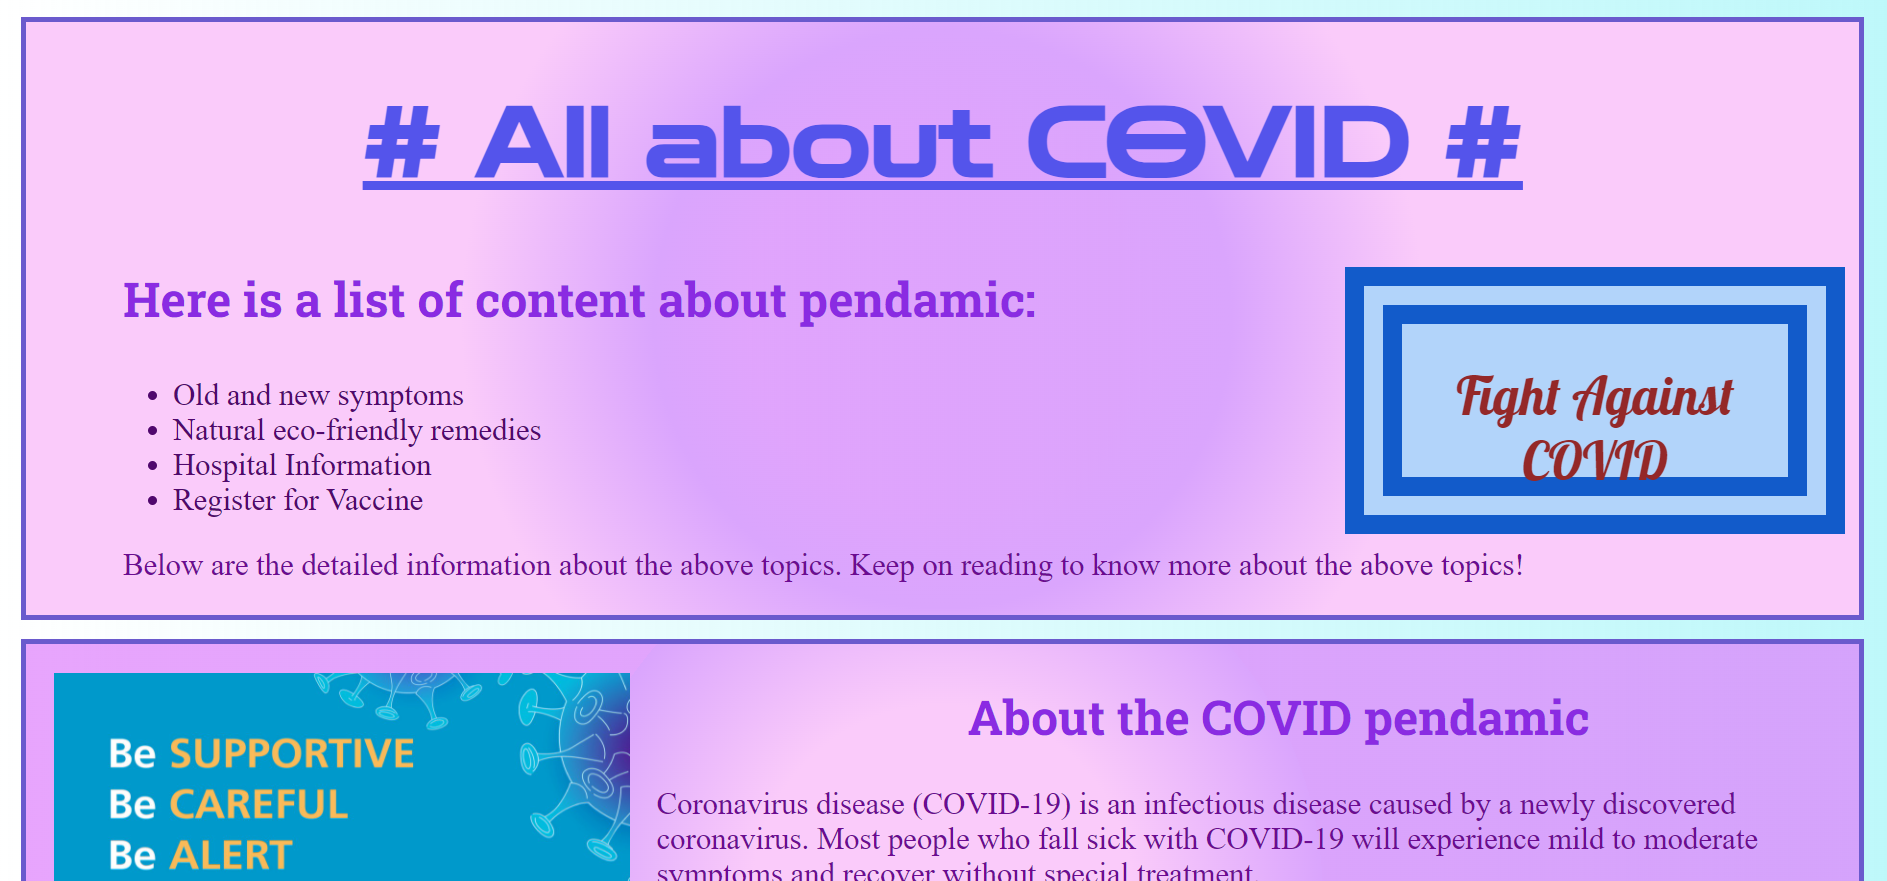 # All about COVID #
Here is a list of content about pendamic:
Old and new symptoms
Natural eco-friendly remedies
Hospital Information
Register for Vaccine
Fight Against
COVID
Below are the detailed information about the above topics. Keep on reading to know more about the above topics!
Be SUPPORTIVE
Be CAREFUL
Be ALERT
About the COVID pendamic
Coronavirus disease (COVID-19) is an infectious disease caused by a newly discovered
coronavirus. Most people who fall sick with COVID-19 will experience mild to moderate
symptoms and recover without special treatment.